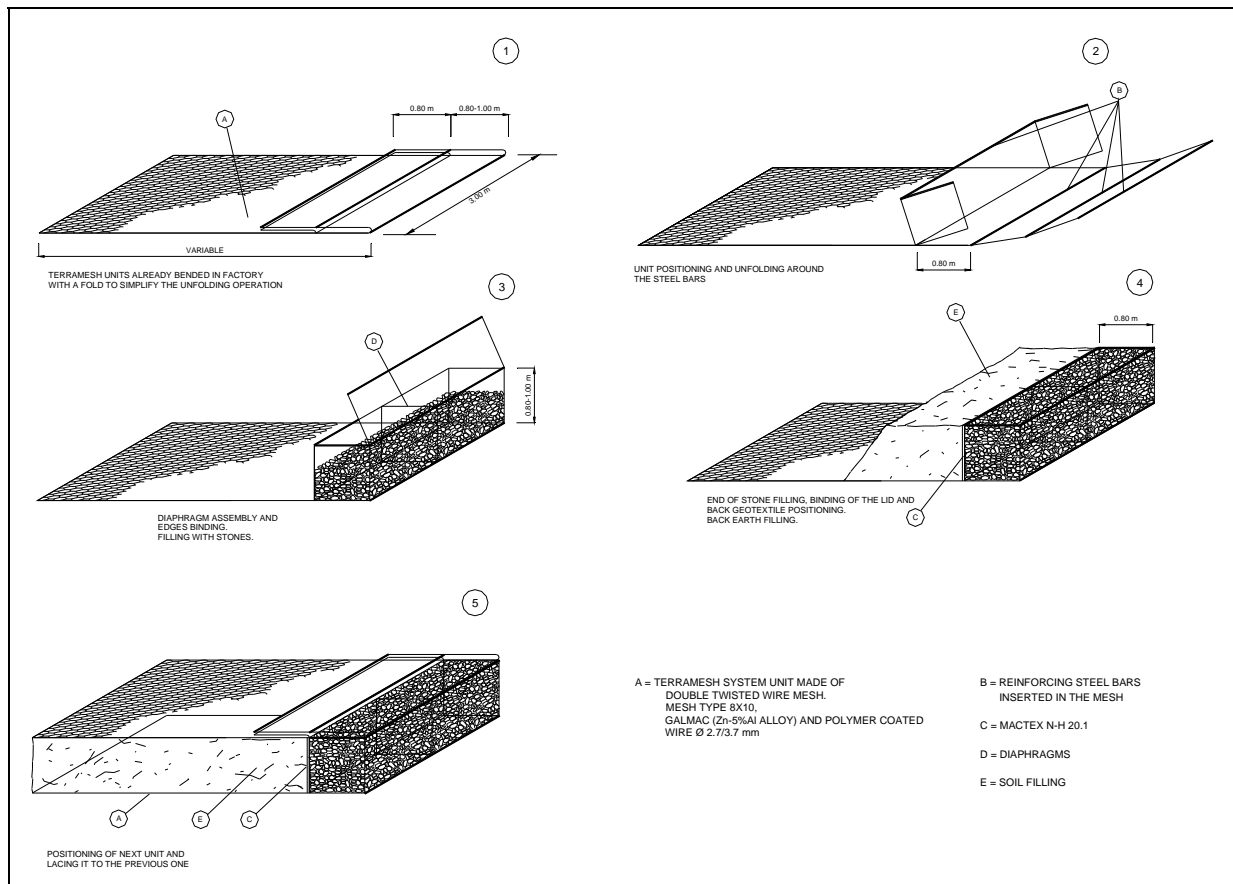 1
0.80 m
0.80-1.00 m
A
3.00 m
VARIABLE
TERRAMESH UNITS ALREADY BENDED IN FACTORY
WITH A FOLD TO SIMPLIFY THE UNFOLDING OPERATION
2
B
0.80 m
UNIT POSITIONING AND UNFOLDING AROUND
THE STEEL BARS
3
D
0.80-1.00 m
DIAPHRAGM ASSEMBLY AND
EDGES BINDING.
FILLING WITH STONES.
4
E
0.80 m
END OF STONE FILLING, BINDING OF THE LID AND
BACK GEOTEXTILE POSITIONING.
BACK EARTH FILLING.
C
5
A
E
C
POSITIONING OF NEXT UNIT AND
LACING IT TO THE PREVIOUS ONE
A = TERRAMESH SYSTEM UNIT MADE OF
DOUBLE TWISTED WIRE MESH.
MESH TYPE 8X10,
GALMAC (Zn-5%Al ALLOY) AND POLYMER COATED
WIRE Ø 2.7/3.7 mm
B = REINFORCING STEEL BARS
INSERTED IN THE MESH
C = MACTEX N-H 20.1
D = DIAPHRAGMS
E = SOIL FILLING